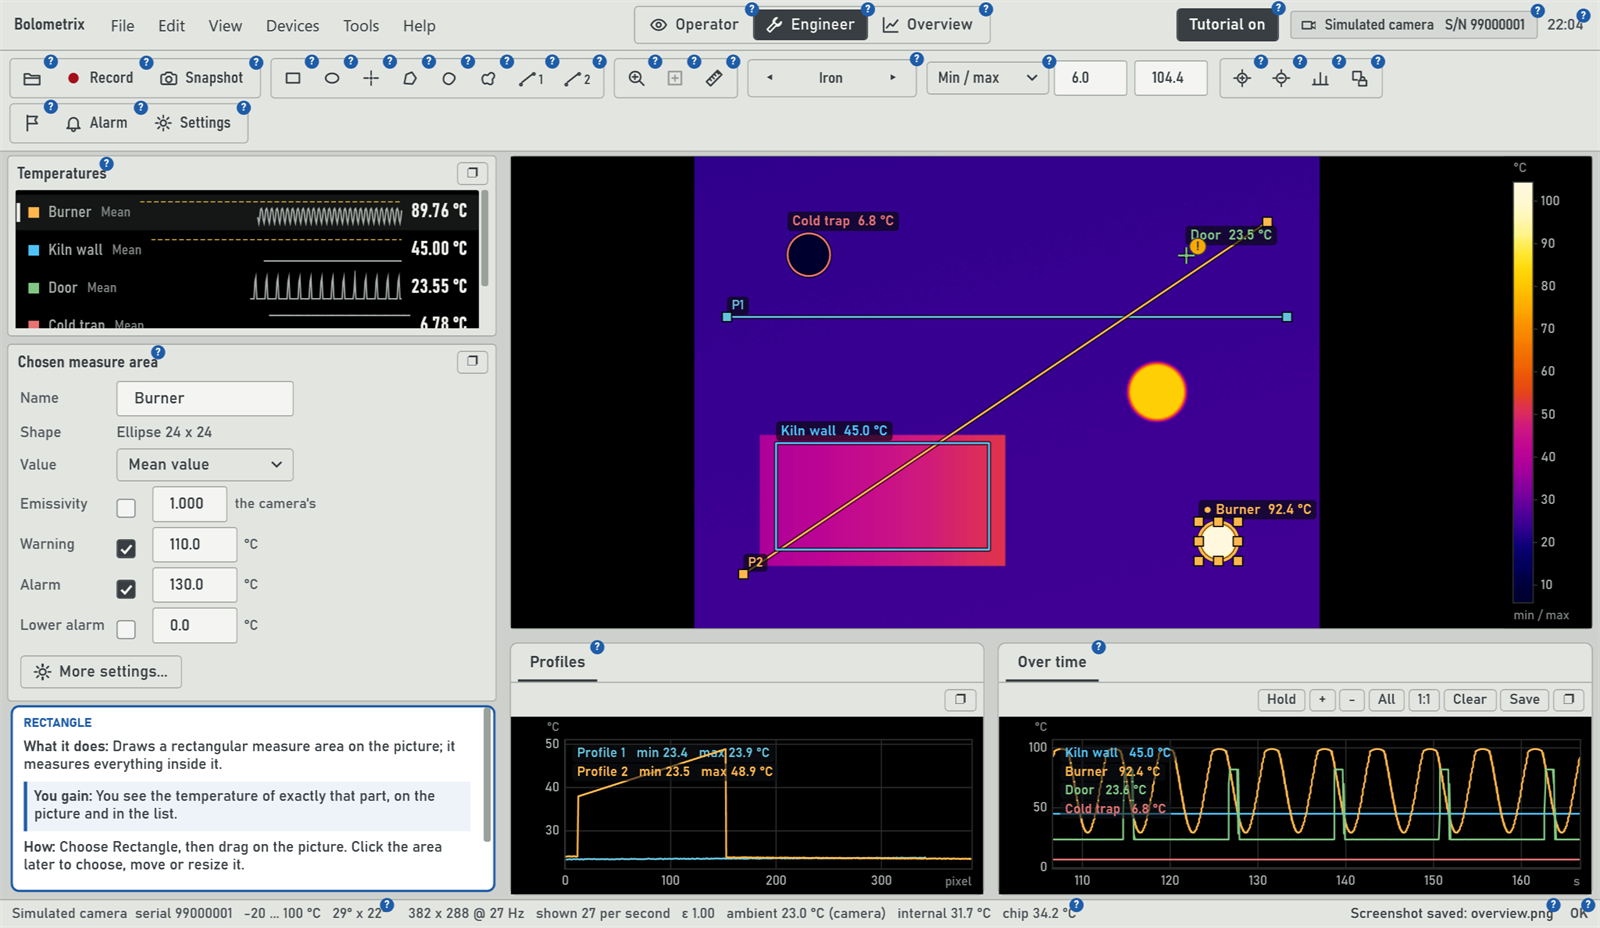 Bolometrix File Edit View Devices Tools Help Operator Engineer Overview Tutorial on Simulated camera S/N 99000001 22:04
Record Snapshot 1 2 Iron Min / max 6.0 104.4
Alarm Settings
Temperatures
Burner Mean 89.76 °C
Kiln wall Mean 45.00 °C
Door Mean 23.55 °C
Cold trap Mean 6.78 °C
Chosen measure area
Name Burner
Shape Ellipse 24 x 24
Value Mean value
Emissivity 1.000 the camera's
Warning 110.0 °C
Alarm 130.0 °C
Lower alarm 0.0 °C
More settings...
RECTANGLE
What it does: Draws a rectangular measure area on the picture; it
measures everything inside it.
You gain: You see the temperature of exactly that part, on the
picture and in the list.
How: Choose Rectangle, then drag on the picture. Click the area
later to choose, move or resize it.
Cold trap 6.8 °C
Door 23.5 °C
P1
Kiln wall 45.0 °C
Burner 92.4 °C
P2
°C
100
90
80
70
60
50
40
30
20
10
min / max
Profiles
°C
50
40
30
Profile 1 min 23.4 max 23.9 °C
Profile 2 min 23.5 max 48.9 °C
0 100 200 300 pixel
Over time
Hold + - All 1:1 Clear Save
°C
100
50
0
Kiln wall 45.0 °C
Burner 92.4 °C
Door 23.6 °C
Cold trap 6.8 °C
110 120 130 140 150 160 s
Simulated camera serial 99000001 -20 ... 100 °C 29° x 22° 382 x 288 @ 27 Hz shown 27 per second ε 1.00 ambient 23.0 °C (camera) internal 31.7 °C chip 34.2 °C Screenshot saved: overview.png OK